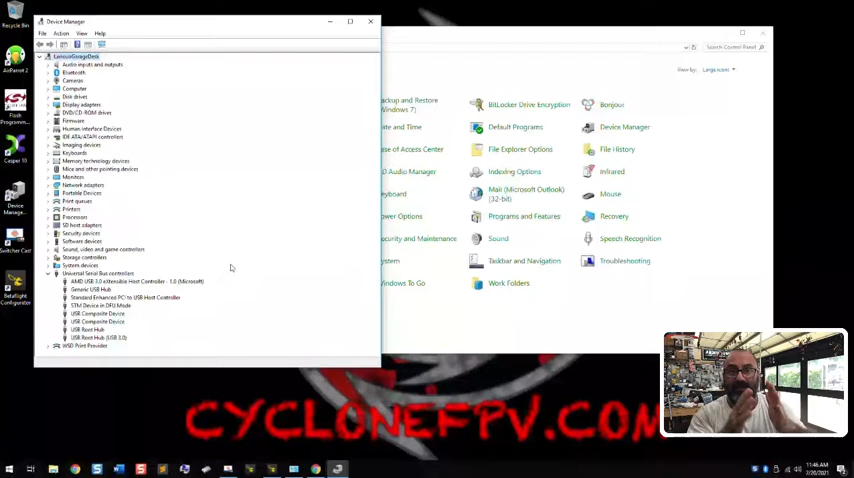 Recycle Bin
AirParrot 2
Flash
Programm...
Casper 10
Device
Manage...
Switcher Cast
Betaflight
Configurator
Device Manager
File Action View Help
LenovoGarageDesk
Audio inputs and outputs
Bluetooth
Cameras
Computer
Disk drives
Display adapters
DVD/CD-ROM drives
Firmware
Human Interface Devices
IDE ATA/ATAPI controllers
Imaging devices
Keyboards
Memory technology devices
Mice and other pointing devices
Monitors
Network adapters
Portable Devices
Print queues
Printers
Processors
SD host adapters
Security devices
Software devices
Sound, video and game controllers
Storage controllers
System devices
Universal Serial Bus controllers
AMD USB 3.0 eXtensible Host Controller - 1.0 (Microsoft)
Generic USB Hub
Standard Enhanced PCI to USB Host Controller
STM Device in DFU Mode
USB Composite Device
USB Composite Device
USB Root Hub
USB Root Hub (USB 3.0)
WSD Print Provider
Search Control Panel
View by: Large icons
ackup and Restore
Windows 7)
BitLocker Drive Encryption
Bonjour
ate and Time
Default Programs
Device Manager
ase of Access Center
File Explorer Options
File History
D Audio Manager
Indexing Options
Infrared
eyboard
Mail (Microsoft Outlook)
(32-bit)
Mouse
ower Options
Programs and Features
Recovery
ecurity and Maintenance
Sound
Speech Recognition
ystem
Taskbar and Navigation
Troubleshooting
Windows To Go
Work Folders
CYCLONEFPV.COM
11:46 AM
7/20/2021